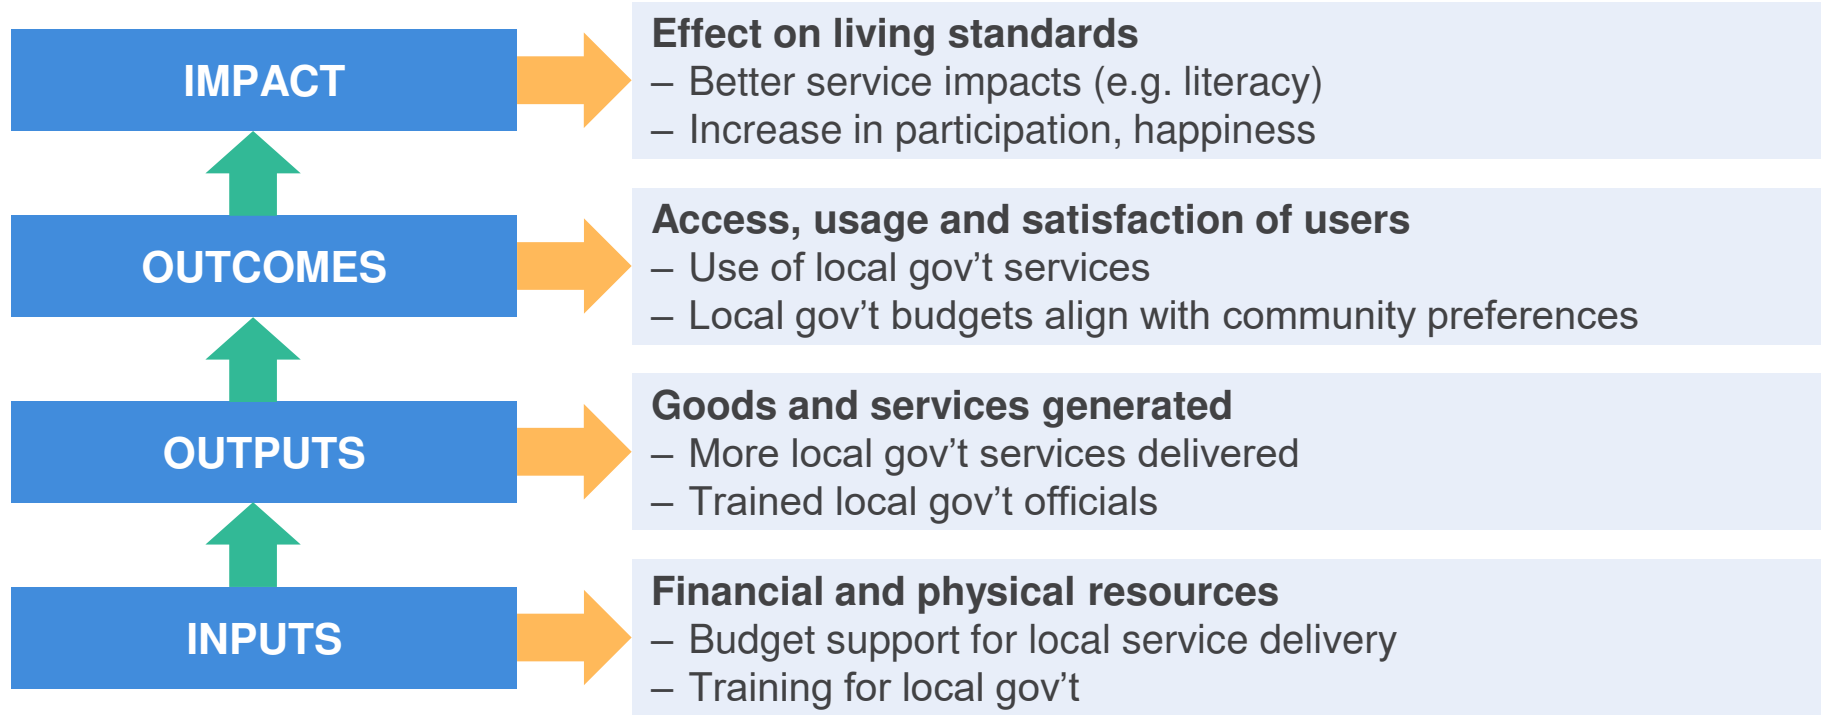 IMPACT
Effect on living standards
– Better service impacts (e.g. literacy)
– Increase in participation, happiness
OUTCOMES
Access, usage and satisfaction of users
– Use of local gov’t services
– Local gov’t budgets align with community preferences
OUTPUTS
Goods and services generated
– More local gov’t services delivered
– Trained local gov’t officials
INPUTS
Financial and physical resources
– Budget support for local service delivery
– Training for local gov’t